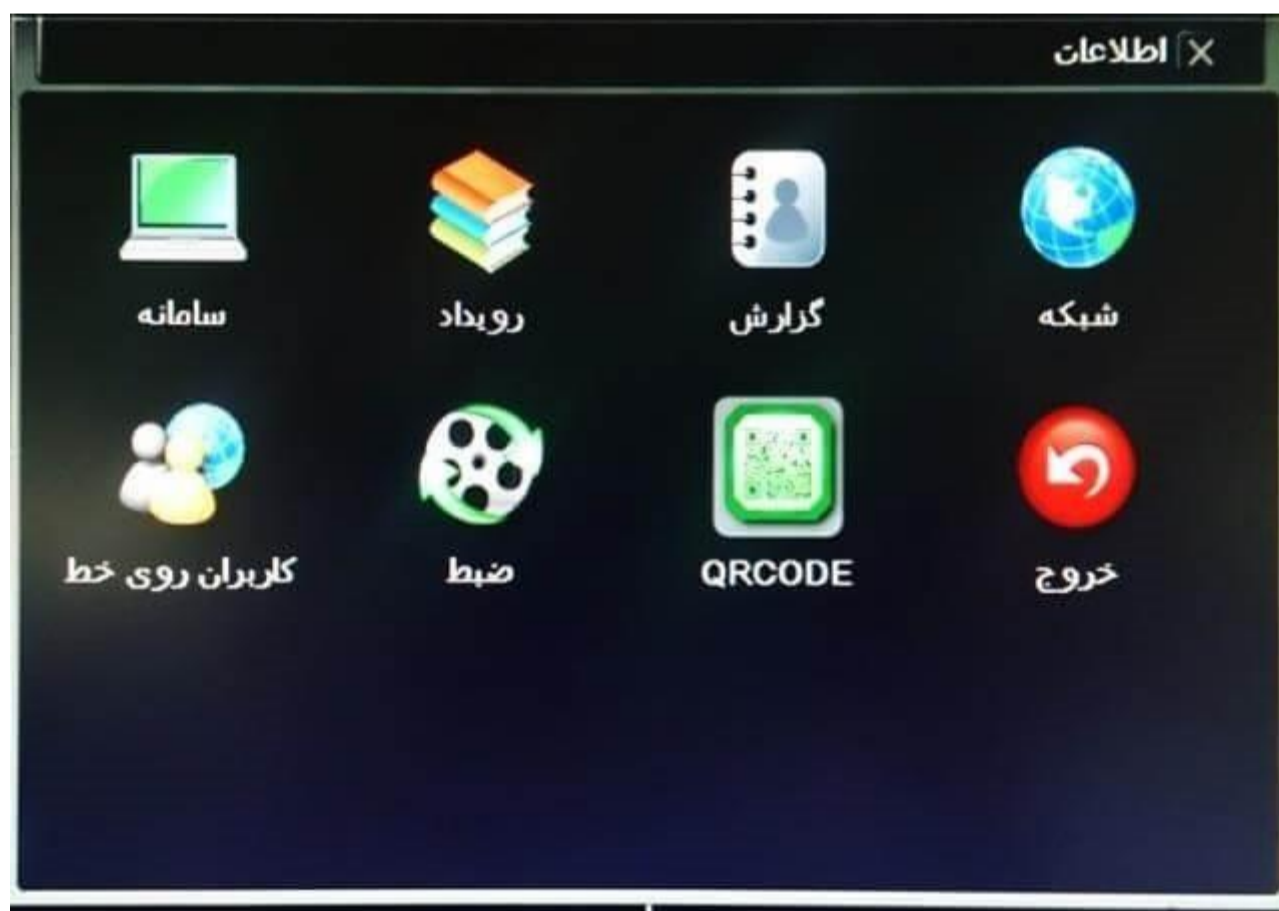 اطلاعات
شبکه
گزارش
رویداد
سامانه
خروج
QRCODE
ضبط
کاربران روی خط